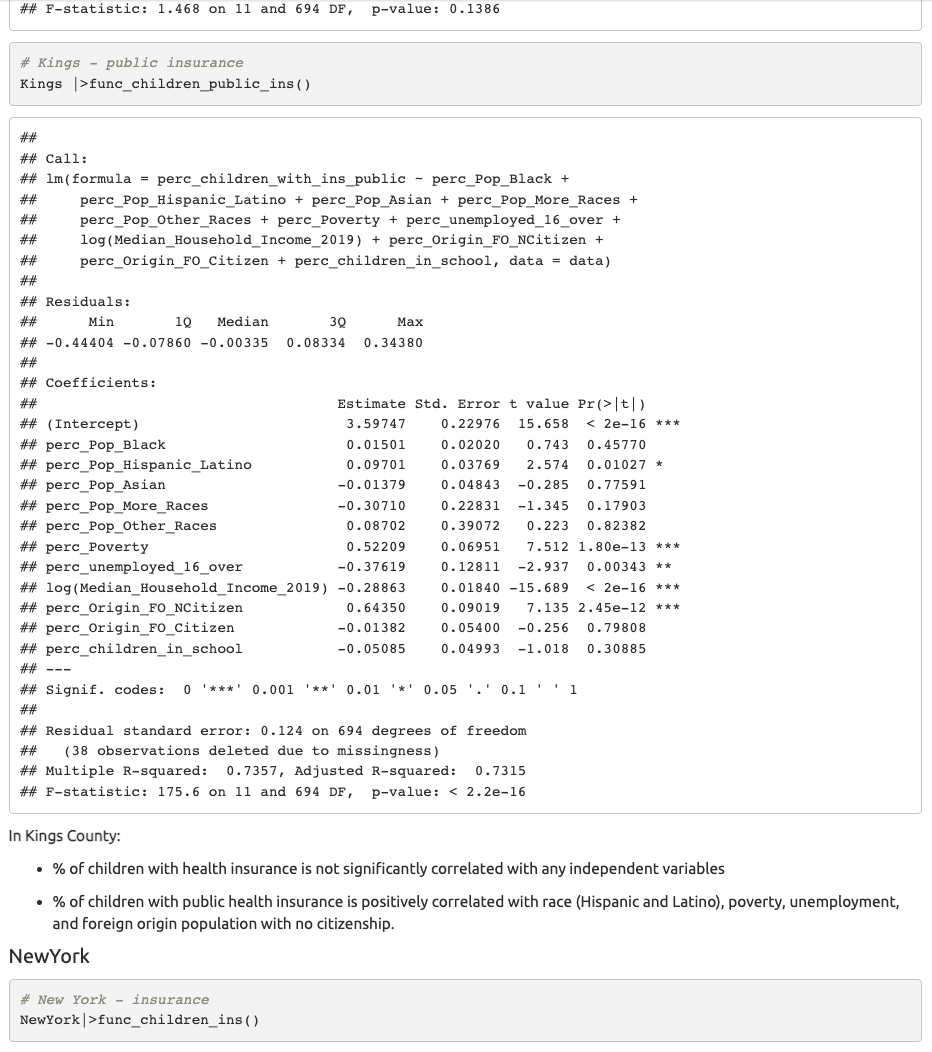 ## F-statistic: 1.468 on 11 and 694 DF,  p-value: 0.1386
# Kings - public insurance
Kings |>func_children_public_ins()
##
## Call:
## lm(formula = perc_children_with_ins_public ~ perc_Pop_Black +
##     perc_Pop_Hispanic_Latino + perc_Pop_Asian + perc_Pop_More_Races +
##     perc_Pop_Other_Races + perc_Poverty + perc_unemployed_16_over +
##     log(Median_Household_Income_2019) + perc_Origin_FO_NCitizen +
##     perc_Origin_FO_Citizen + perc_children_in_school, data = data)
##
## Residuals:
##      Min       1Q   Median       3Q      Max
## -0.44404 -0.07860 -0.00335  0.08334  0.34380
##
## Coefficients:
##                                   Estimate Std. Error t value Pr(>|t|)
## (Intercept)                        3.59747    0.22976  15.658  < 2e-16 ***
## perc_Pop_Black                     0.01501    0.02020   0.743  0.45770
## perc_Pop_Hispanic_Latino           0.09701    0.03769   2.574  0.01027 *
## perc_Pop_Asian                    -0.01379    0.04843  -0.285  0.77591
## perc_Pop_More_Races               -0.30710    0.22831  -1.345  0.17903
## perc_Pop_Other_Races               0.08702    0.39072   0.223  0.82382
## perc_Poverty                       0.52209    0.06951   7.512 1.80e-13 ***
## perc_unemployed_16_over           -0.37619    0.12811  -2.937  0.00343 **
## log(Median_Household_Income_2019) -0.28863    0.01840 -15.689  < 2e-16 ***
## perc_Origin_FO_NCitizen            0.64350    0.09019   7.135 2.45e-12 ***
## perc_Origin_FO_Citizen            -0.01382    0.05400  -0.256  0.79808
## perc_children_in_school           -0.05085    0.04993  -1.018  0.30885
## ---
## Signif. codes:  0 '***' 0.001 '**' 0.01 '*' 0.05 '.' 0.1 ' ' 1
##
## Residual standard error: 0.124 on 694 degrees of freedom
##   (38 observations deleted due to missingness)
## Multiple R-squared:  0.7357, Adjusted R-squared:  0.7315
## F-statistic: 175.6 on 11 and 694 DF,  p-value: < 2.2e-16
In Kings County:
• % of children with health insurance is not significantly correlated with any independent variables
• % of children with public health insurance is positively correlated with race (Hispanic and Latino), poverty, unemployment,
and foreign origin population with no citizenship.
NewYork
# New York - insurance
NewYork|>func_children_ins()